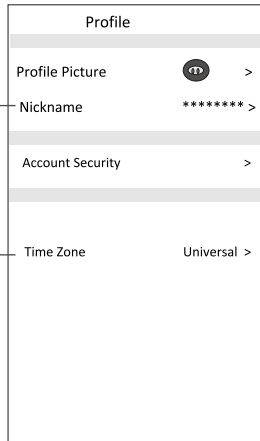 Profile
Profile Picture >
Nickname ******** >
Account Security >
Time Zone Universal >